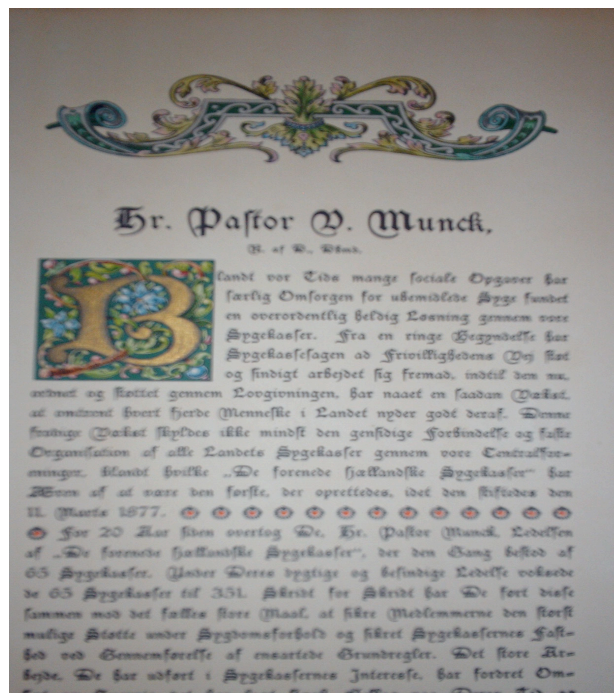 Hr. Pastor V. Munck,
R. af D., Dbmd.
Blandt vor Tids mange sociale Opgaver har
særlig Omsorgen for ubemidlede Syge fundet
en overordentlig heldig Løsning gennem vore
Sygekasser. Fra en ringe Begyndelse har
Sygekassesagen ad Frivillighedens Vej støt
og sindigt arbejdet sig fremad, indtil den nu,
ordnet og støttet gennem Lovgivningen, har naaet en saadan Vækst,
at omtrent hvert fjerde Menneske i Landet nyder godt deraf. Denne
Vækst skyldes ikke mindst den gensidige Forbindelse og faste
Organisation af alle Landets Sygekasser gennem vore Centralfor-
eninger, blandt hvilke „De forenede sjællandske Sygekasser“ har
Æren af at være den første, der oprettedes, idet den stiftedes den
11. Marts 1877.
For 20 Aar siden overtog De, Hr. Pastor Munck, Ledelsen
af „De forenede sjællandske Sygekasser“, der den Gang bestod af
65 Sygekasser. Under Deres dygtige og besindige Ledelse voksede
de 65 Sygekasser til 351. Skridt for Skridt har De ført disse
sammen mod det fælles store Maal, at sikre Medlemmerne den størst
mulige Støtte under Sygdomsforhold og sikret Sygekassernes Fast-
hed ved Gennemførelse af ensartede Grundregler. Det store Ar-
bejde, De har udført i Sygekassernes Interesse, har fordret Om-